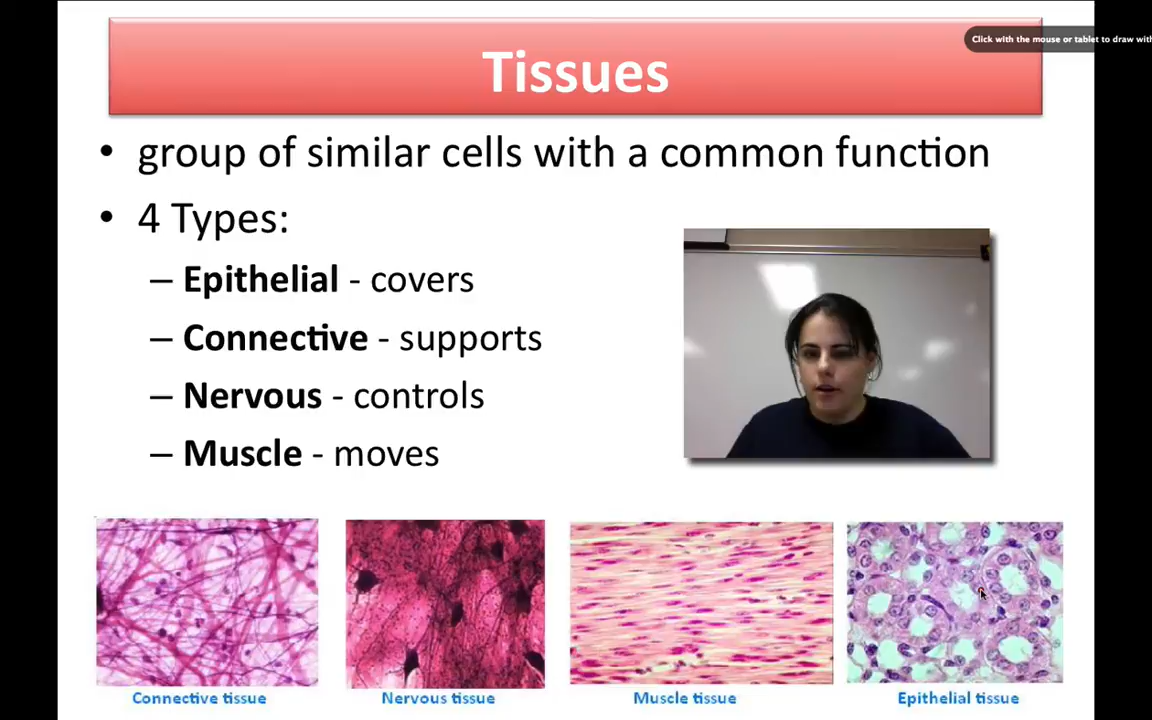 Click with the mouse or tablet to draw wit
Tissues
• group of similar cells with a common function
• 4 Types:
– Epithelial - covers
– Connective - supports
– Nervous - controls
– Muscle - moves
Connective tissue
Nervous tissue
Muscle tissue
Epithelial tissue